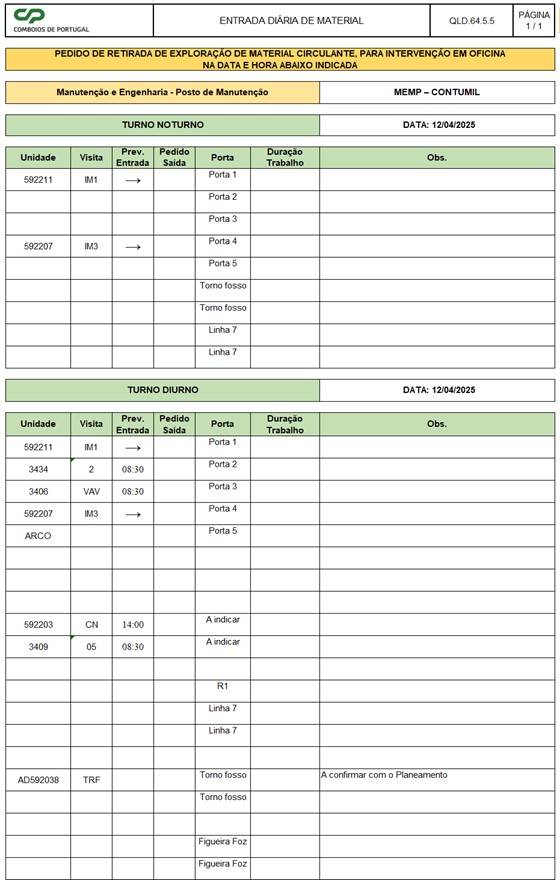 CP
COMBOIOS DE PORTUGAL
ENTRADA DIÁRIA DE MATERIAL
QLD.64.5.5
PÁGINA
1 / 1
PEDIDO DE RETIRADA DE EXPLORAÇÃO DE MATERIAL CIRCULANTE, PARA INTERVENÇÃO EM OFICINA
NA DATA E HORA ABAIXO INDICADA
Manutenção e Engenharia - Posto de Manutenção
MEMP – CONTUMIL
TURNO NOTURNO
DATA: 12/04/2025
Unidade Visita Prev. Entrada Pedido Saída Porta Duração Trabalho Obs.
592211 IM1 → Porta 1
Porta 2
Porta 3
592207 IM3 → Porta 4
Porta 5
Torno fosso
Torno fosso
Linha 7
Linha 7
TURNO DIURNO
DATA: 12/04/2025
Unidade Visita Prev. Entrada Pedido Saída Porta Duração Trabalho Obs.
592211 IM1 → Porta 1
3434 2 08:30 Porta 2
3406 VAV 08:30 Porta 3
592207 IM3 → Porta 4
ARCO Porta 5
592203 CN 14:00 A indicar
3409 05 08:30 A indicar
R1
Linha 7
Linha 7
AD592038 TRF Torno fosso A confirmar com o Planeamento
Torno fosso
Figueira Foz
Figueira Foz